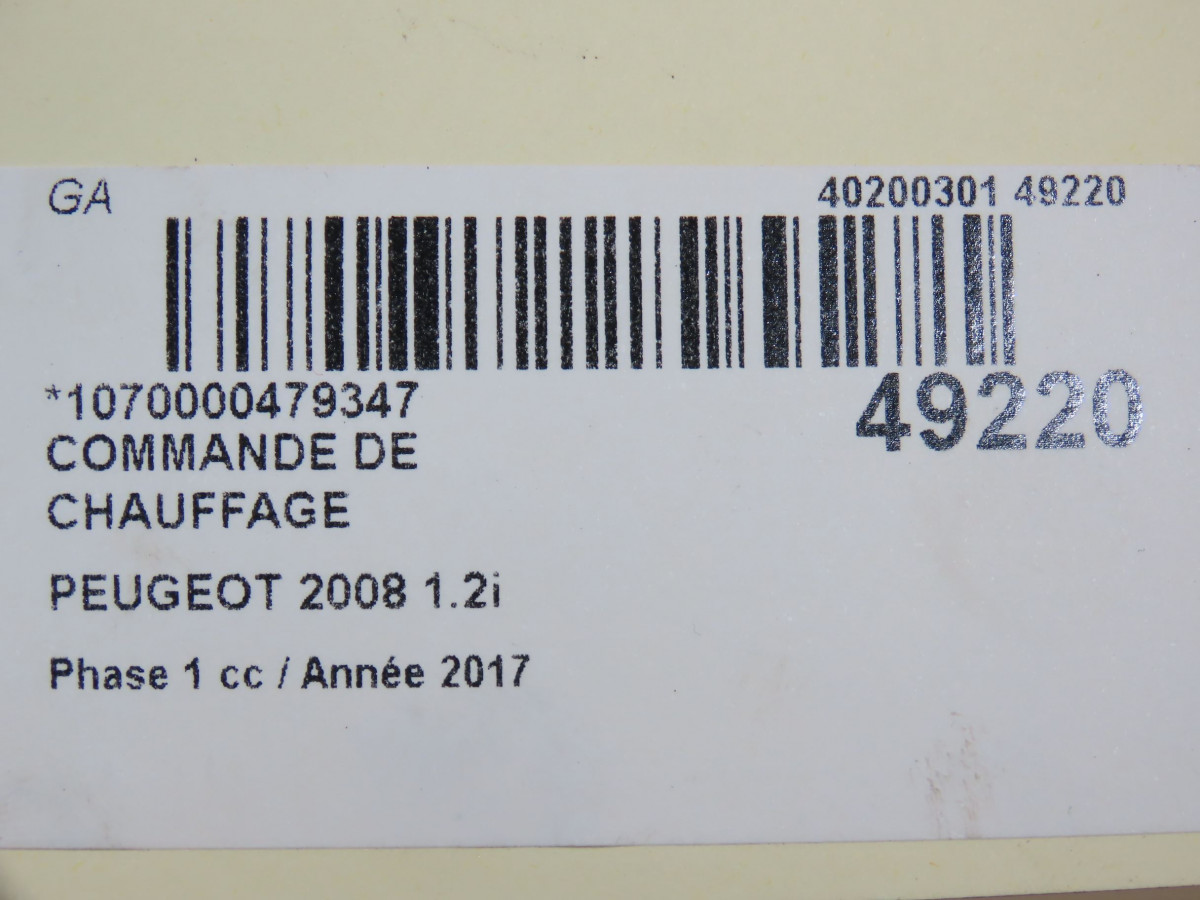 GA 40200301 49220
*1070000479347 49220
COMMANDE DE
CHAUFFAGE
PEUGEOT 2008 1.2i
Phase 1 cc / Année 2017